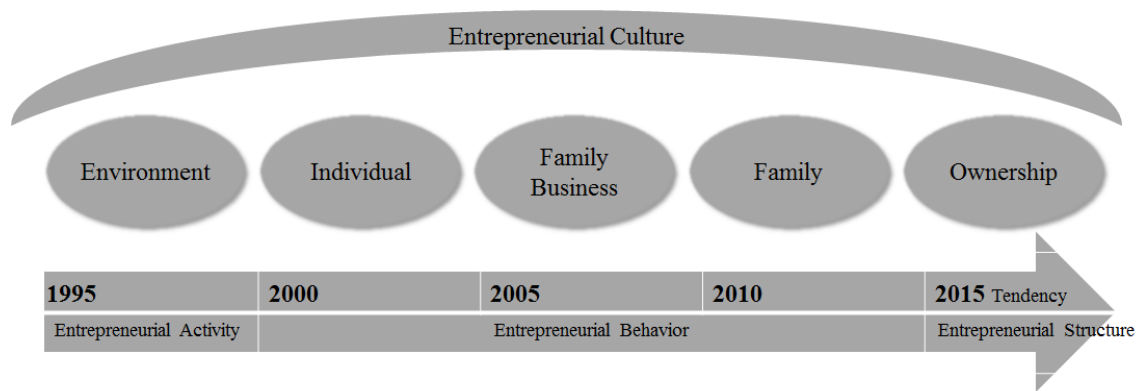 Entrepreneurial Culture
Environment
Individual
Family
Business
Family
Ownership
1995
2000
2005
2010
2015 Tendency
Entrepreneurial Activity
Entrepreneurial Behavior
Entrepreneurial Structure